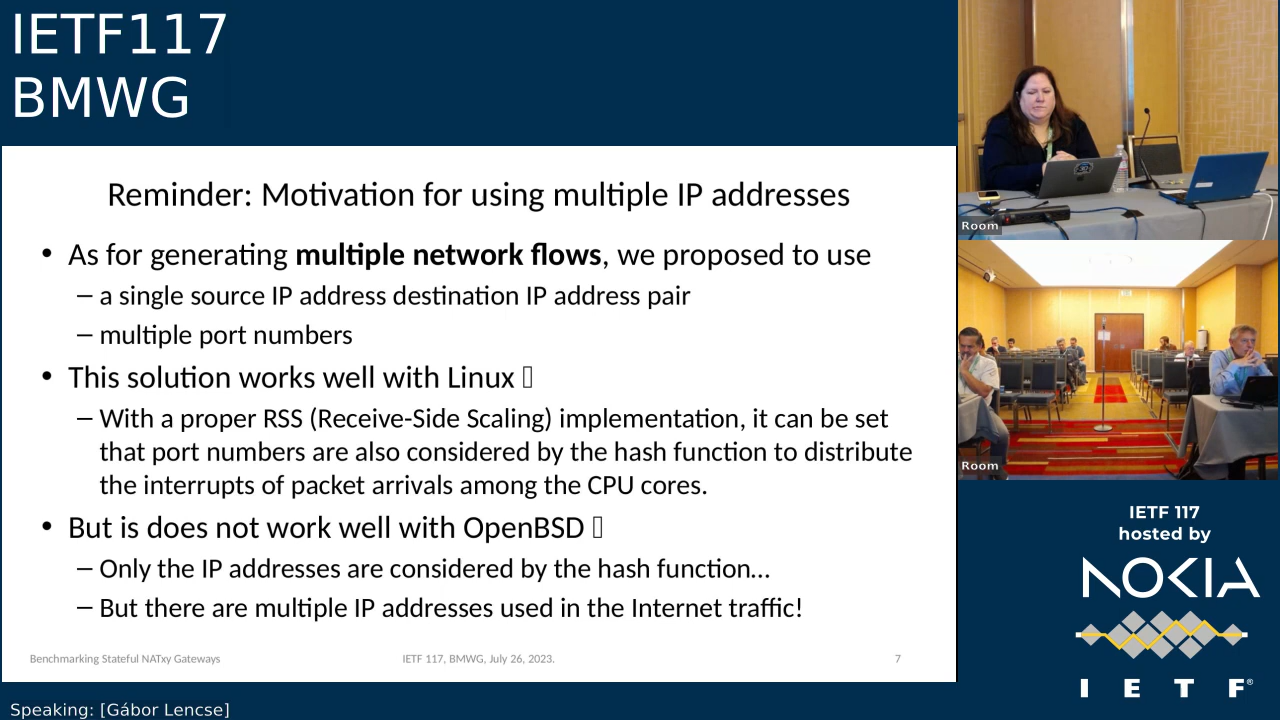 IETF117
BMWG
Reminder: Motivation for using multiple IP addresses
• As for generating multiple network flows, we proposed to use
– a single source IP address destination IP address pair
– multiple port numbers
• This solution works well with Linux
– With a proper RSS (Receive-Side Scaling) implementation, it can be set
that port numbers are also considered by the hash function to distribute
the interrupts of packet arrivals among the CPU cores.
• But is does not work well with OpenBSD
– Only the IP addresses are considered by the hash function...
– But there are multiple IP addresses used in the Internet traffic!
Benchmarking Stateful NATxy Gateways
IETF 117, BMWG, July 26, 2023.
7
Speaking: [Gábor Lencse]
Room
Room
IETF 117
hosted by
NOKIA
I E T F®